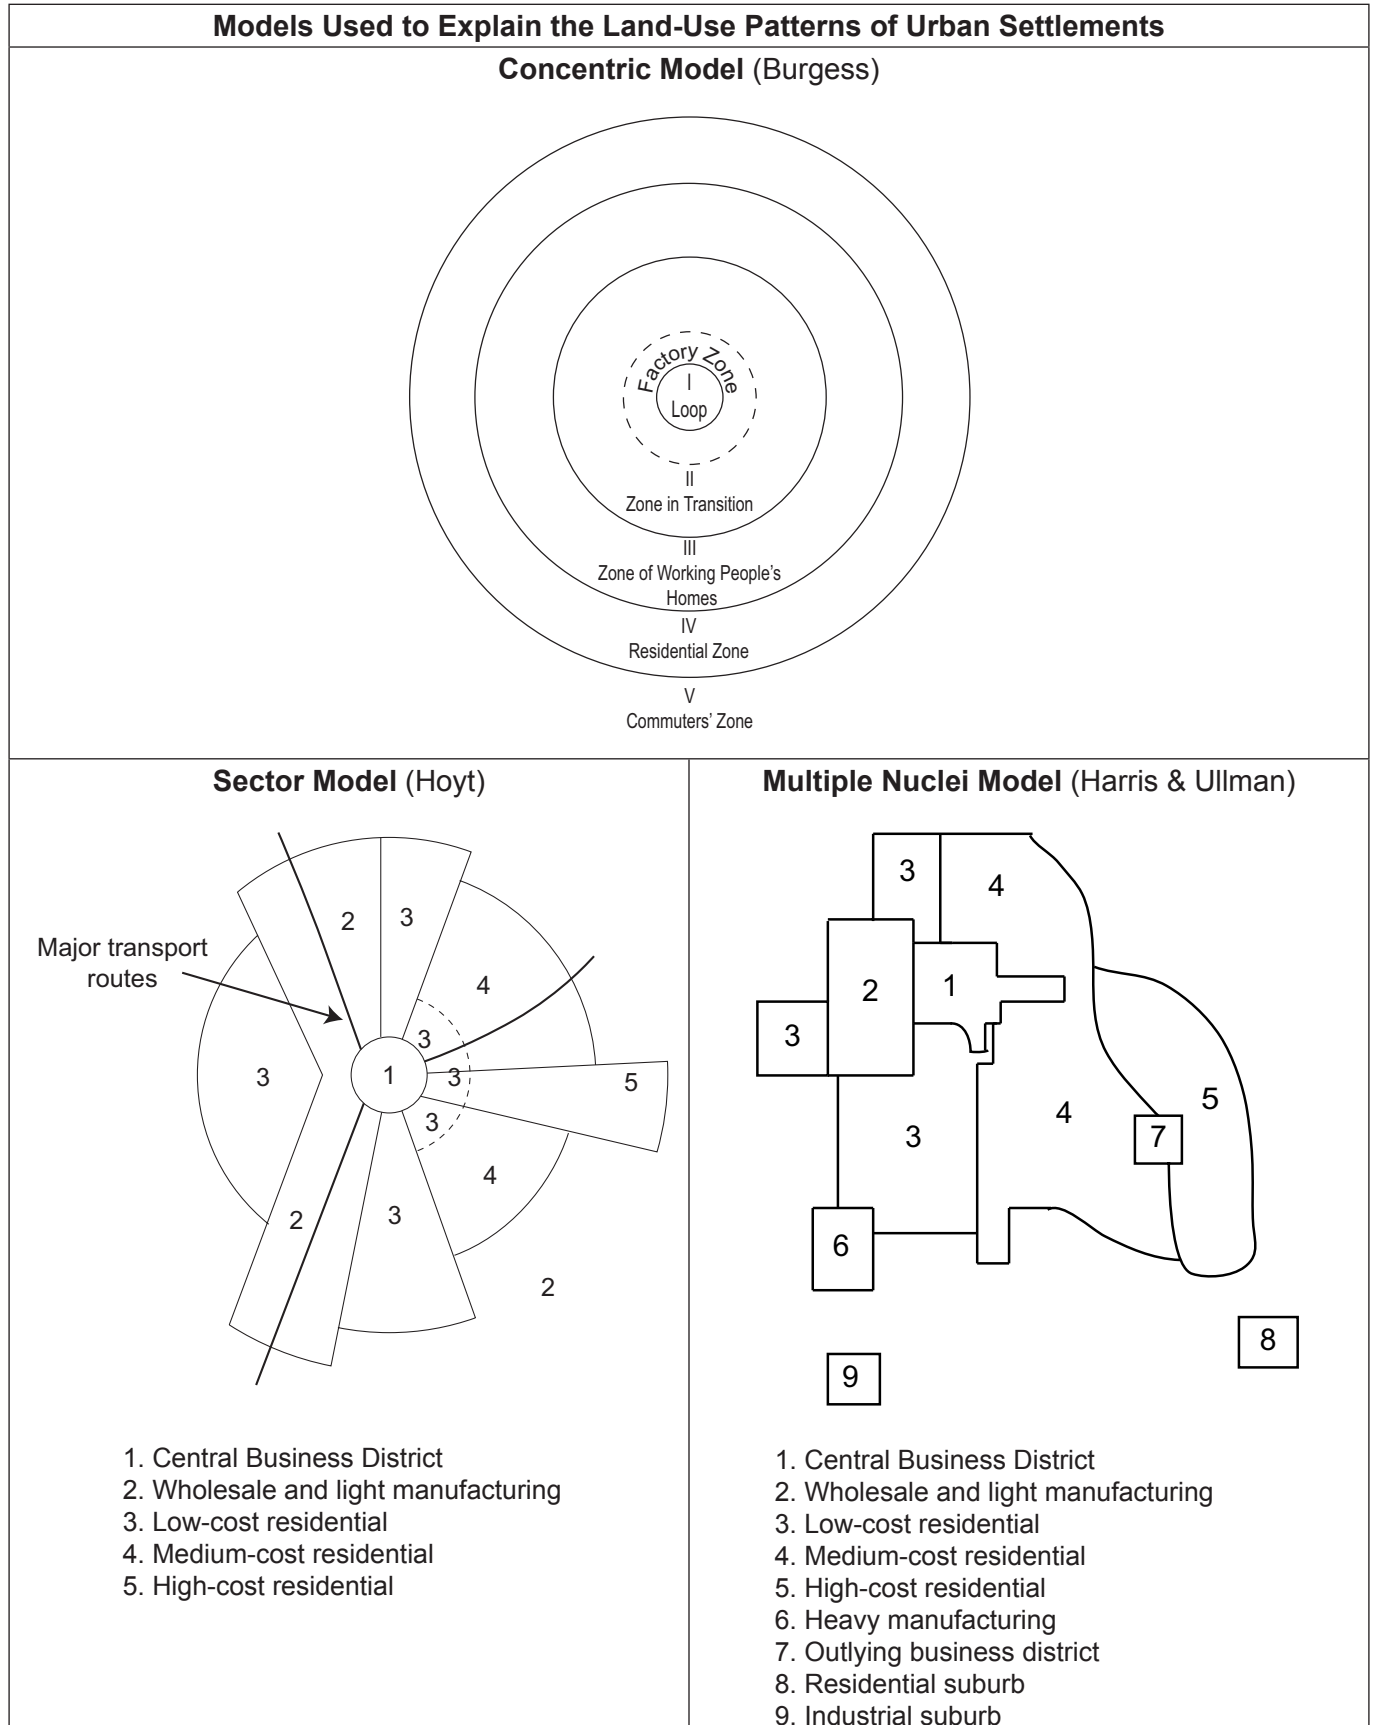 Models Used to Explain the Land-Use Patterns of Urban Settlements
Concentric Model (Burgess)
Factory Zone
I
Loop
II
Zone in Transition
III
Zone of Working People's
Homes
IV
Residential Zone
V
Commuters' Zone
Sector Model (Hoyt)
Major transport
routes
2
3
4
3
3
1
3
5
3
4
2
3
2
1. Central Business District
2. Wholesale and light manufacturing
3. Low-cost residential
4. Medium-cost residential
5. High-cost residential
Multiple Nuclei Model (Harris & Ullman)
3
4
2
1
3
5
4
7
3
6
8
9
1. Central Business District
2. Wholesale and light manufacturing
3. Low-cost residential
4. Medium-cost residential
5. High-cost residential
6. Heavy manufacturing
7. Outlying business district
8. Residential suburb
9. Industrial suburb